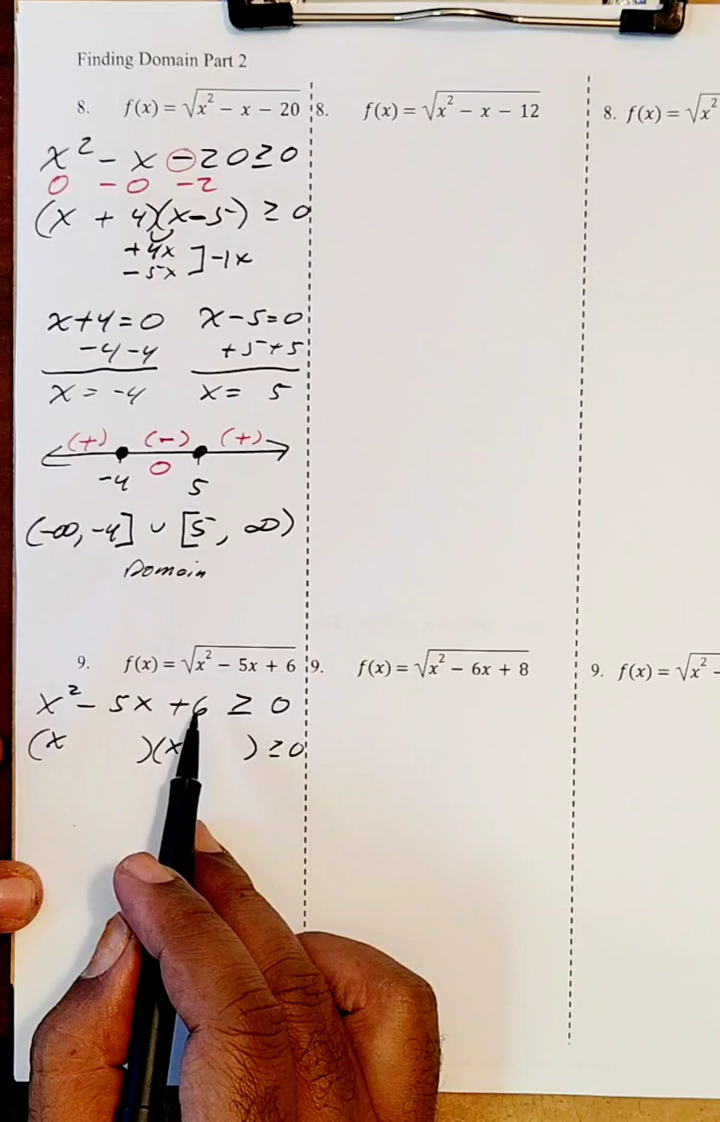 Finding Domain Part 2
8. f(x) = √x² − x − 20
x² − x − 20 ≥ 0
0 − 0 − 2
(x + 4)(x − 5) ≥ 0
+4x
−5x ] −1x
x + 4 = 0 x − 5 = 0
−4 −4 +5 +5
x = −4 x = 5
(+) (−) (+)
0
−4 5
(−∞, −4] ∪ [5, ∞)
Domain
9. f(x) = √x² − 5x + 6
x² − 5x + 6 ≥ 0
(x )(x ) ≥ 0
8. f(x) = √x² − x − 12
9. f(x) = √x² − 6x + 8
8. f(x) = √x²
9. f(x) = √x² −